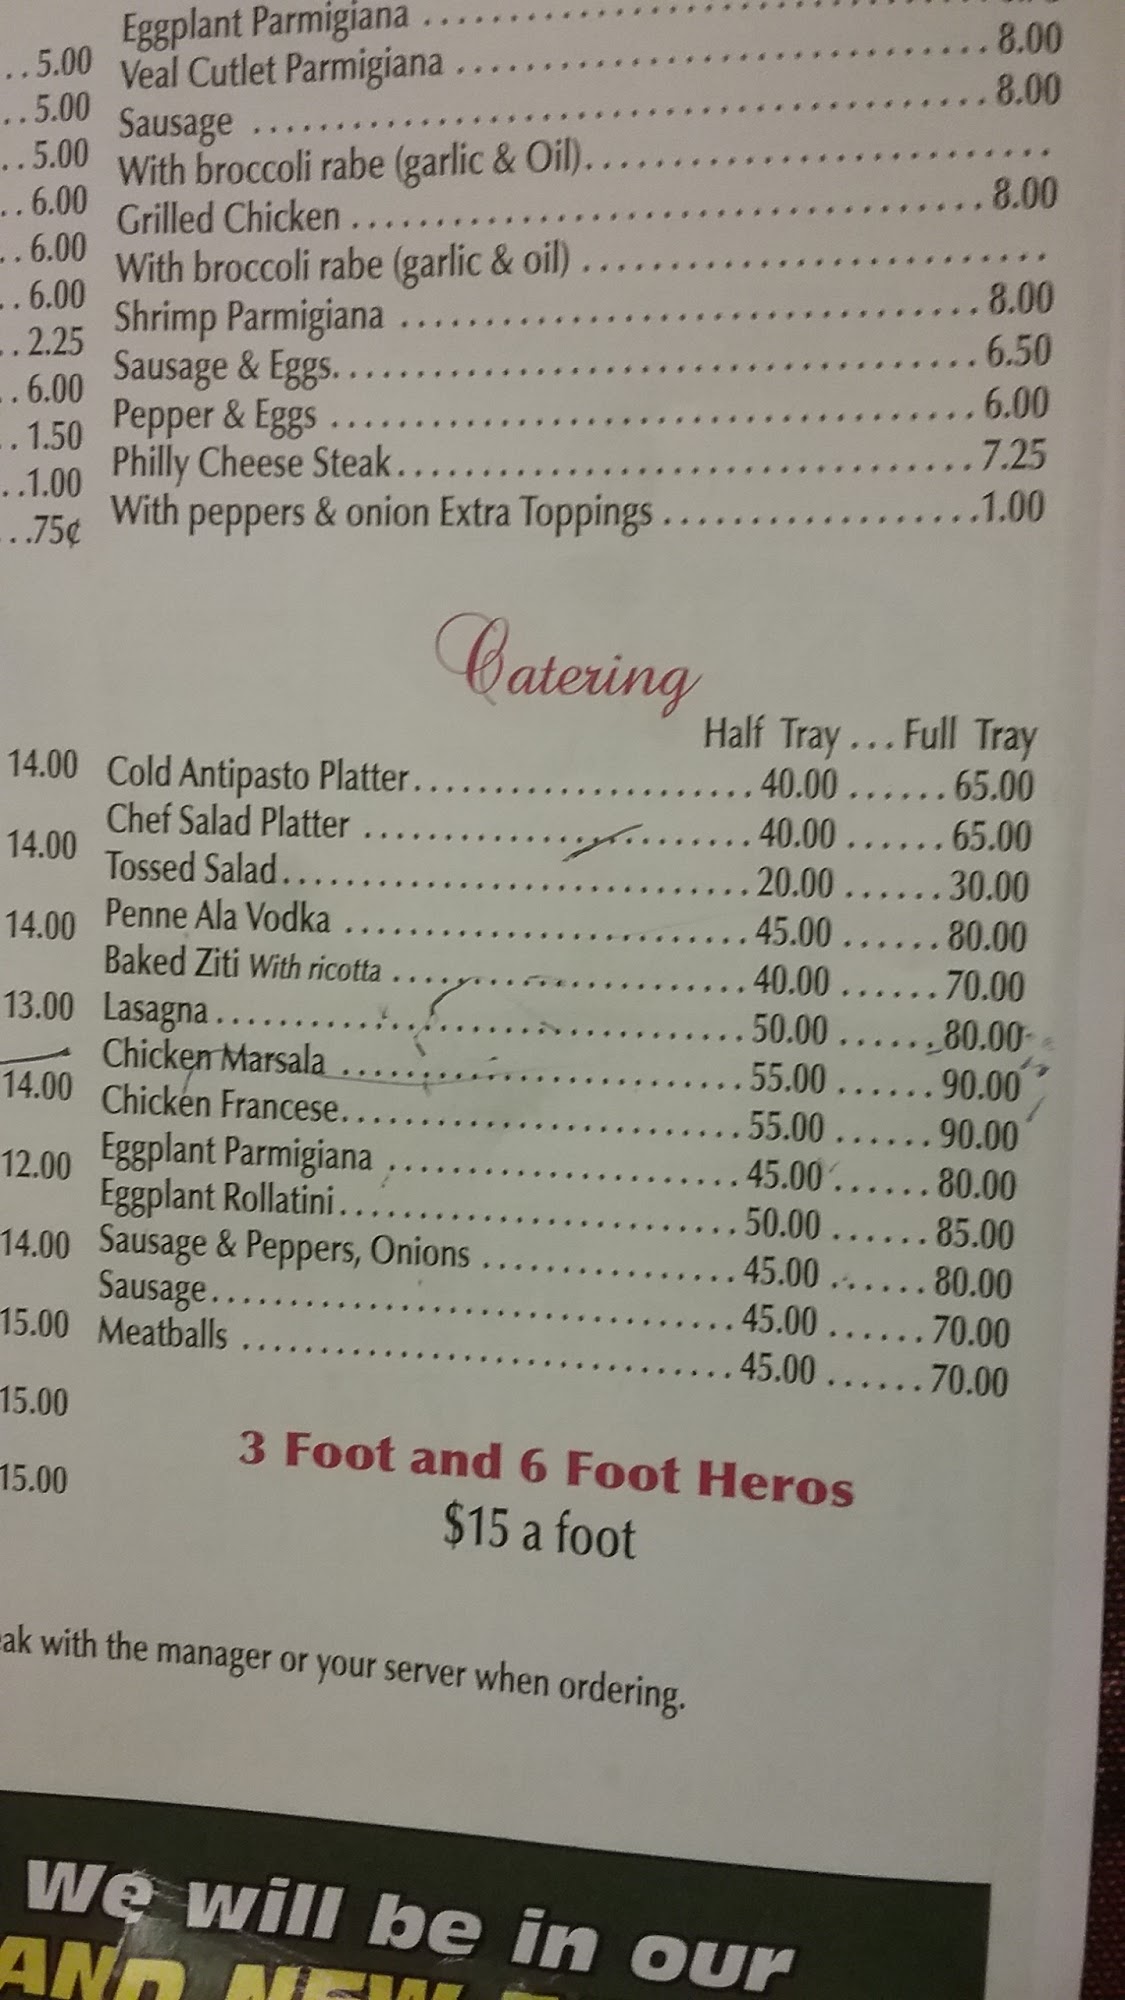 Eggplant Parmigiana
..5.00 Veal Cutlet Parmigiana ........ 8.00
..5.00 Sausage ........ 8.00
..5.00 With broccoli rabe (garlic & Oil)........
..6.00 Grilled Chicken ........ 8.00
..6.00 With broccoli rabe (garlic & oil) ........
..6.00 Shrimp Parmigiana ........ 8.00
..2.25 Sausage & Eggs........ 6.50
..6.00 Pepper & Eggs ........ 6.00
..1.50 Philly Cheese Steak........ 7.25
..1.00 With peppers & onion Extra Toppings ........1.00
...75¢
Catering
Half Tray ... Full Tray
14.00 Cold Antipasto Platter........ 40.00 ...... 65.00
Chef Salad Platter ........ 40.00 ...... 65.00
14.00 Tossed Salad........ 20.00 ...... 30.00
14.00 Penne Ala Vodka ........ 45.00 ...... 80.00
Baked Ziti With ricotta ........ 40.00 ...... 70.00
13.00 Lasagna ........ 50.00 ...... 80.00
Chicken Marsala ........ 55.00 ...... 90.00
14.00 Chicken Francese........ 55.00 ...... 90.00
12.00 Eggplant Parmigiana ........ 45.00 ...... 80.00
Eggplant Rollatini........ 50.00 ...... 85.00
14.00 Sausage & Peppers, Onions ........ 45.00 ...... 80.00
Sausage........ 45.00 ...... 70.00
15.00 Meatballs ........ 45.00 ...... 70.00
15.00
15.00
3 Foot and 6 Foot Heros
$15 a foot
with the manager or your server when ordering.
We will be in our
AND NEW